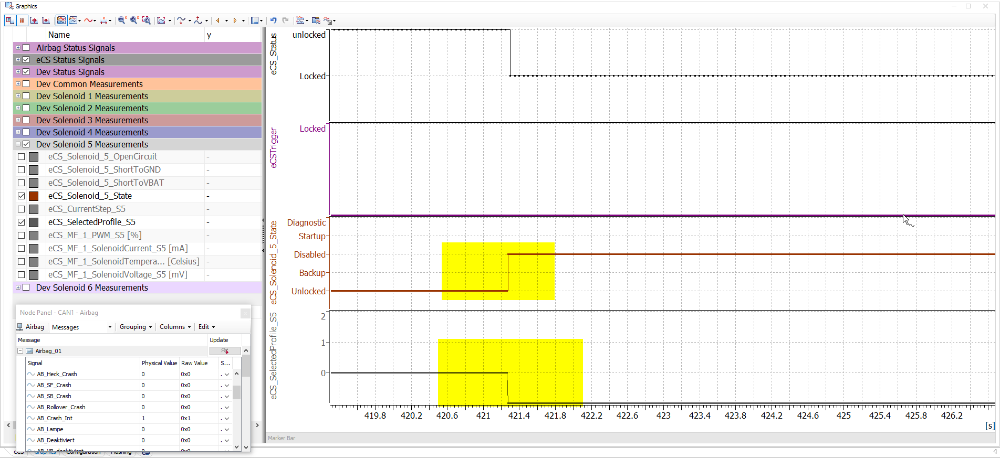 Graphics
Name y
Airbag Status Signals
eCS Status Signals
Dev Status Signals
Dev Common Measurements
Dev Solenoid 1 Measurements
Dev Solenoid 2 Measurements
Dev Solenoid 3 Measurements
Dev Solenoid 4 Measurements
Dev Solenoid 5 Measurements
eCS_Solenoid_5_OpenCircuit -
eCS_Solenoid_5_ShortToGND -
eCS_Solenoid_5_ShortToVBAT -
eCS_Solenoid_5_State -
eCS_CurrentStep_S5 -
eCS_SelectedProfile_S5 -
eCS_MF_1_PWM_S5 [%] -
eCS_MF_1_SolenoidCurrent_S5 [mA] -
eCS_MF_1_SolenoidTempera... [Celsius] -
eCS_MF_1_SolenoidVoltage_S5 [mV] -
Dev Solenoid 6 Measurements
Node Panel - CAN1 - Airbag
Airbag Messages Grouping Columns Edit
Message Update
Airbag_01
Signal Physical Value Raw Value S...
AB_Heck_Crash 0 0x0 .
AB_SF_Crash 0 0x0 .
AB_SB_Crash 0 0x0 .
AB_Rollover_Crash 0 0x0 .
AB_Crash_Int 1 0x1 .
AB_Lampe 0 0x0 .
AB_Deaktiviert 0 0x0 .
AB_VB_deaktiviert 0 0x0
eCS Graphics Configuration Flashing
eCS_Status
unlocked
Locked
eCSTrigger
Locked
eCS_Solenoid_5_State
Diagnostic
Startup
Disabled
Backup
Unlocked
eCS_SelectedProfile_S5
2
1
0
419.8 420.2 420.6 421 421.4 421.8 422.2 422.6 423 423.4 423.8 424.2 424.6 425 425.4 425.8 426.2
[s]
Marker Bar